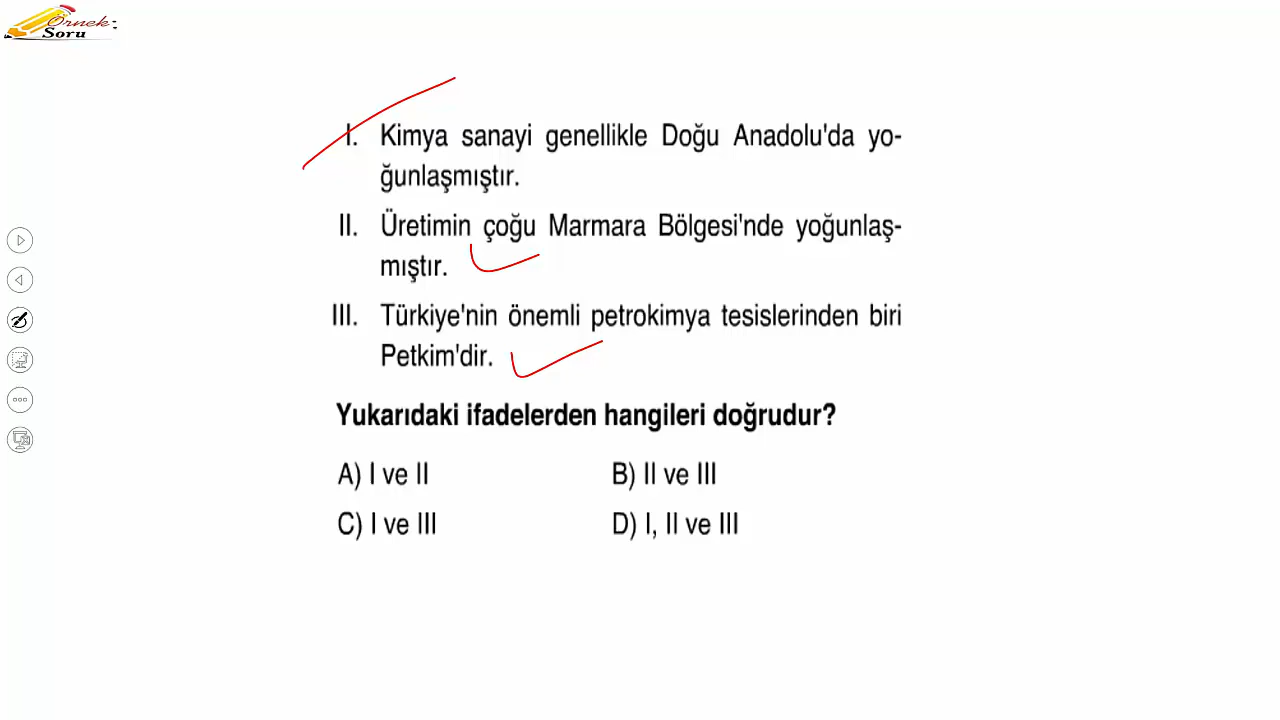 Örnek
Soru
I. Kimya sanayi genellikle Doğu Anadolu'da yo-
ğunlaşmıştır.
II. Üretimin çoğu Marmara Bölgesi'nde yoğunlaş-
mıştır.
III. Türkiye'nin önemli petrokimya tesislerinden biri
Petkim'dir.
Yukarıdaki ifadelerden hangileri doğrudur?
A) I ve II
B) II ve III
C) I ve III
D) I, II ve III